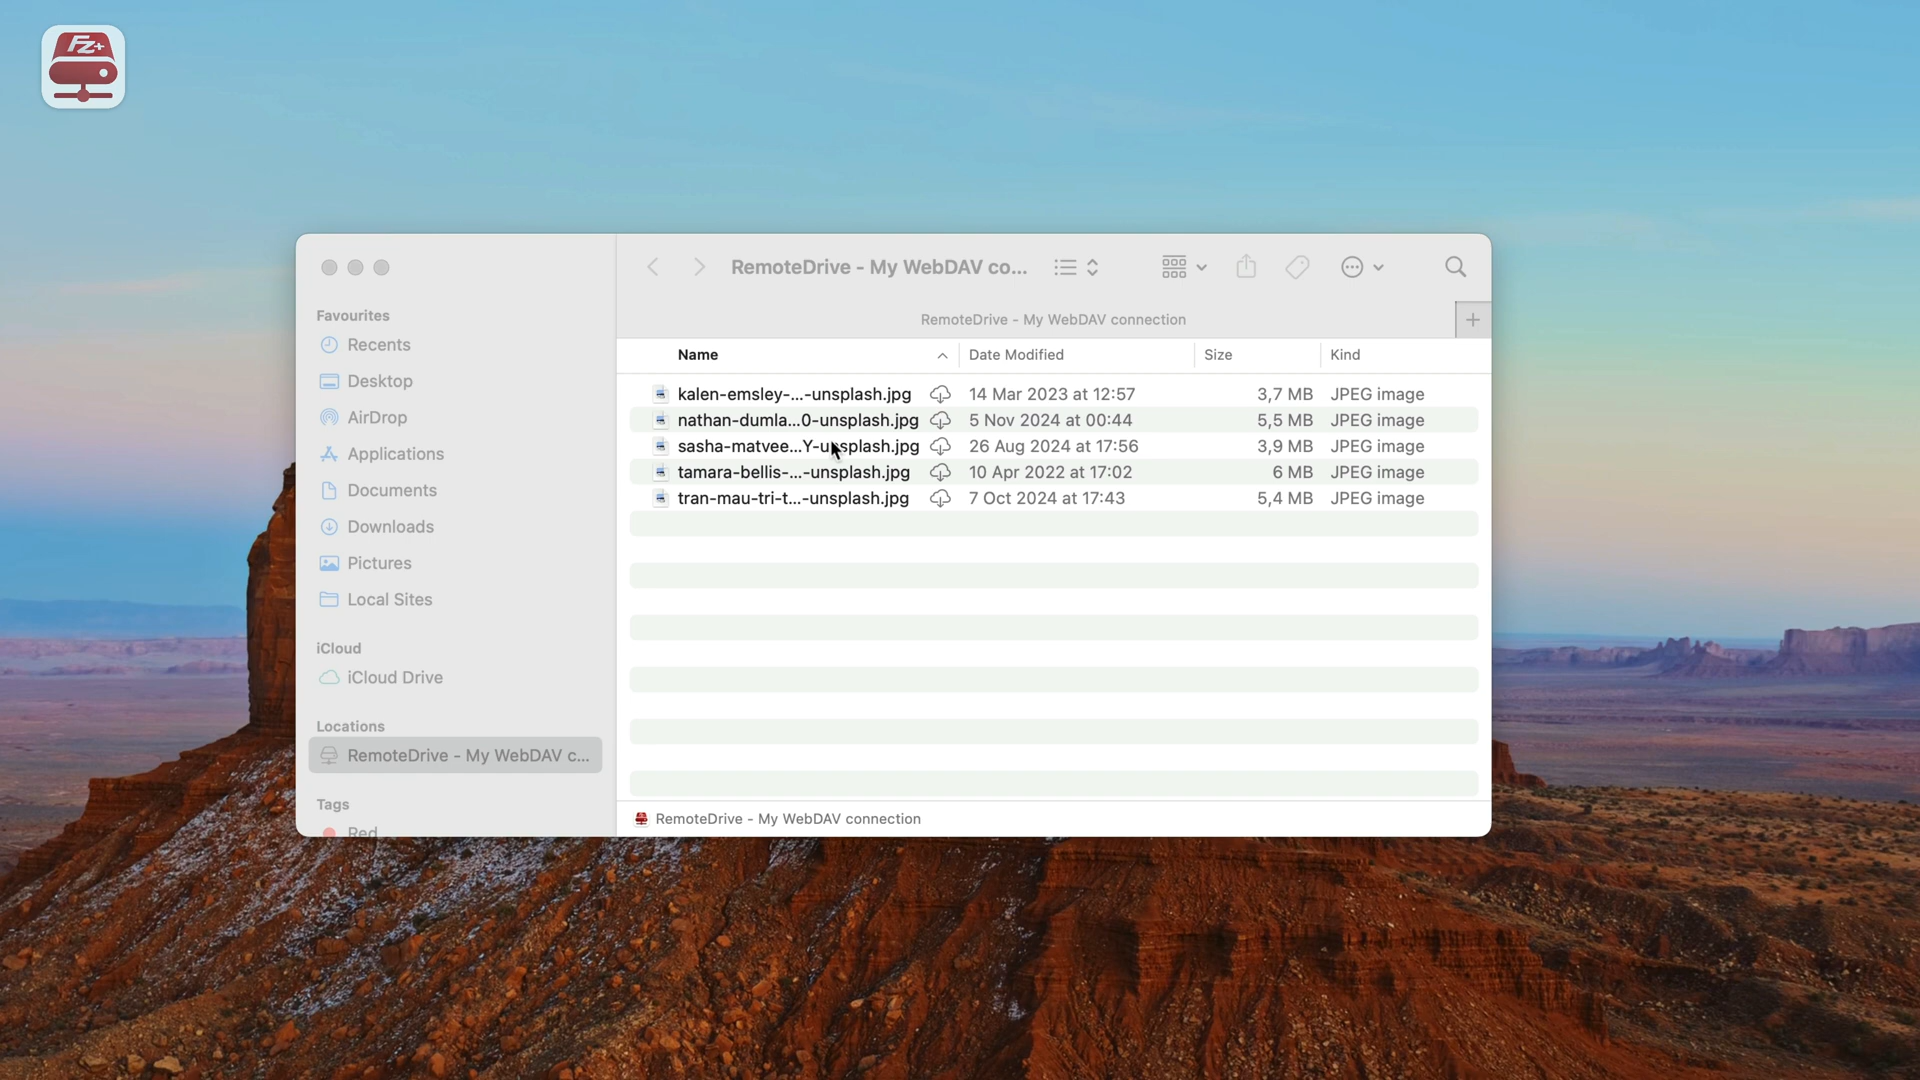 FZ+
RemoteDrive - My WebDAV co...
RemoteDrive - My WebDAV connection
Favourites
Recents
Desktop
AirDrop
Applications
Documents
Downloads
Pictures
Local Sites
iCloud
iCloud Drive
Locations
RemoteDrive - My WebDAV c...
Tags
Red
Name Date Modified Size Kind
kalen-emsley-...-unsplash.jpg 14 Mar 2023 at 12:57 3,7 MB JPEG image
nathan-dumla...0-unsplash.jpg 5 Nov 2024 at 00:44 5,5 MB JPEG image
sasha-matvee...Y-unsplash.jpg 26 Aug 2024 at 17:56 3,9 MB JPEG image
tamara-bellis-...-unsplash.jpg 10 Apr 2022 at 17:02 6 MB JPEG image
tran-mau-tri-t...-unsplash.jpg 7 Oct 2024 at 17:43 5,4 MB JPEG image
RemoteDrive - My WebDAV connection